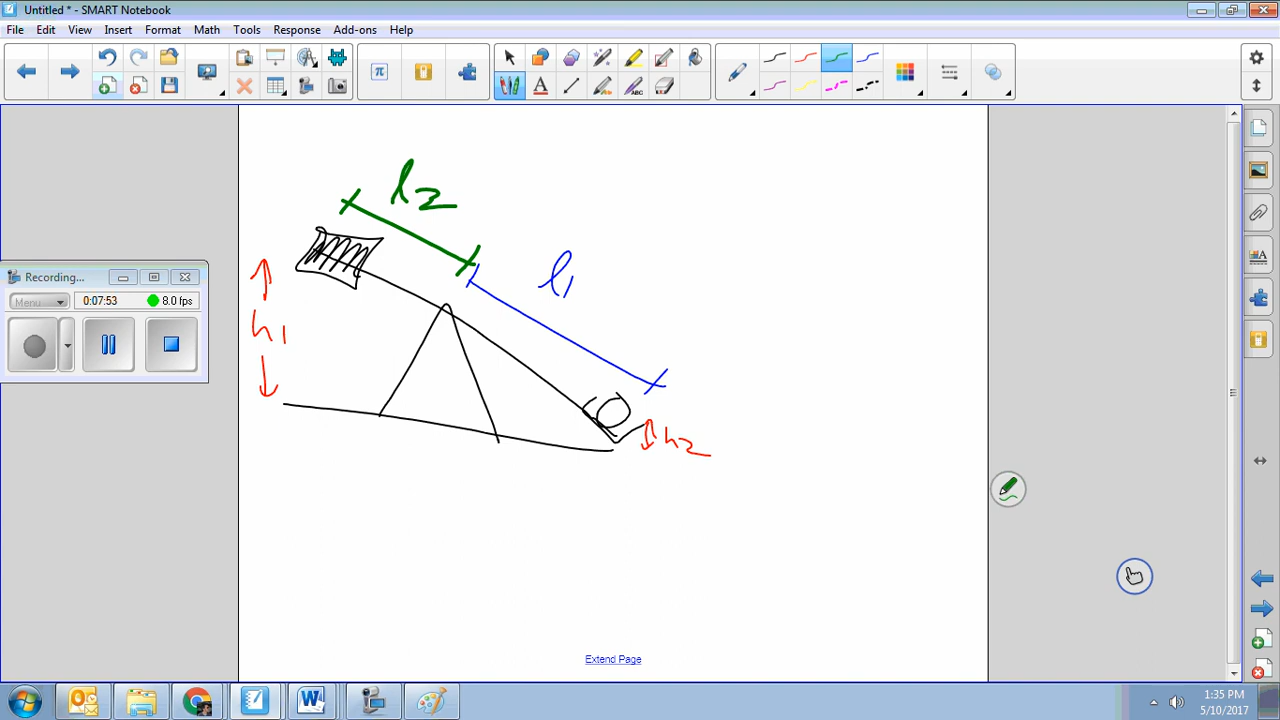 Untitled * - SMART Notebook
File Edit View Insert Format Math Tools Response Add-ons Help
π
A
ABC
A
Recording...
Menu 0:07:53 8.0 fps
l2
l1
h1
h2
Extend Page
W
1:35 PM
5/10/2017